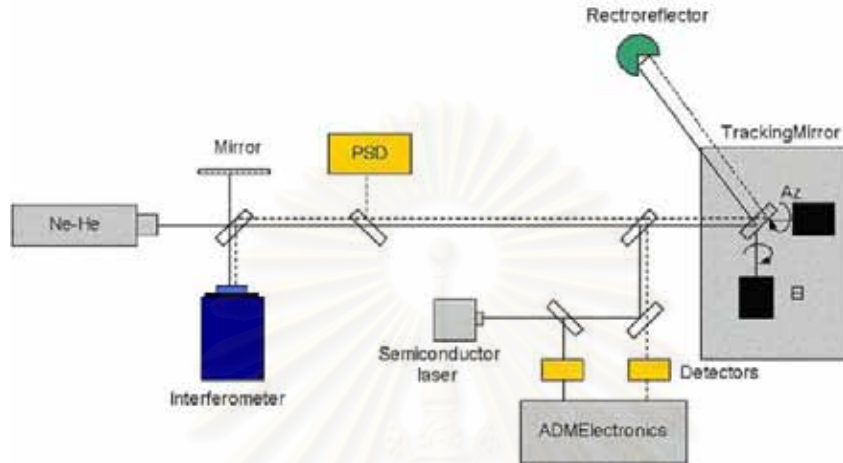 Rectroreflector
TrackingMirror
Mirror
PSD
Az
Ne-He
El
Semiconductor
laser
Detectors
Interferometer
ADMElectronics